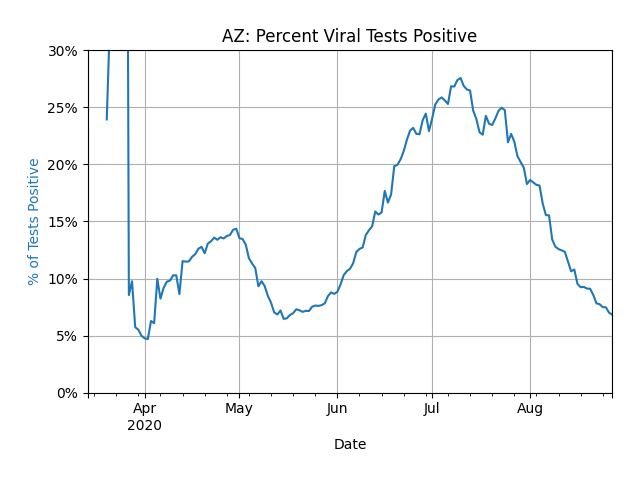 AZ: Percent Viral Tests Positive
30%
25%
20%
15%
10%
5%
0%
% of Tests Positive
Apr
2020
May
Jun
Jul
Aug
Date